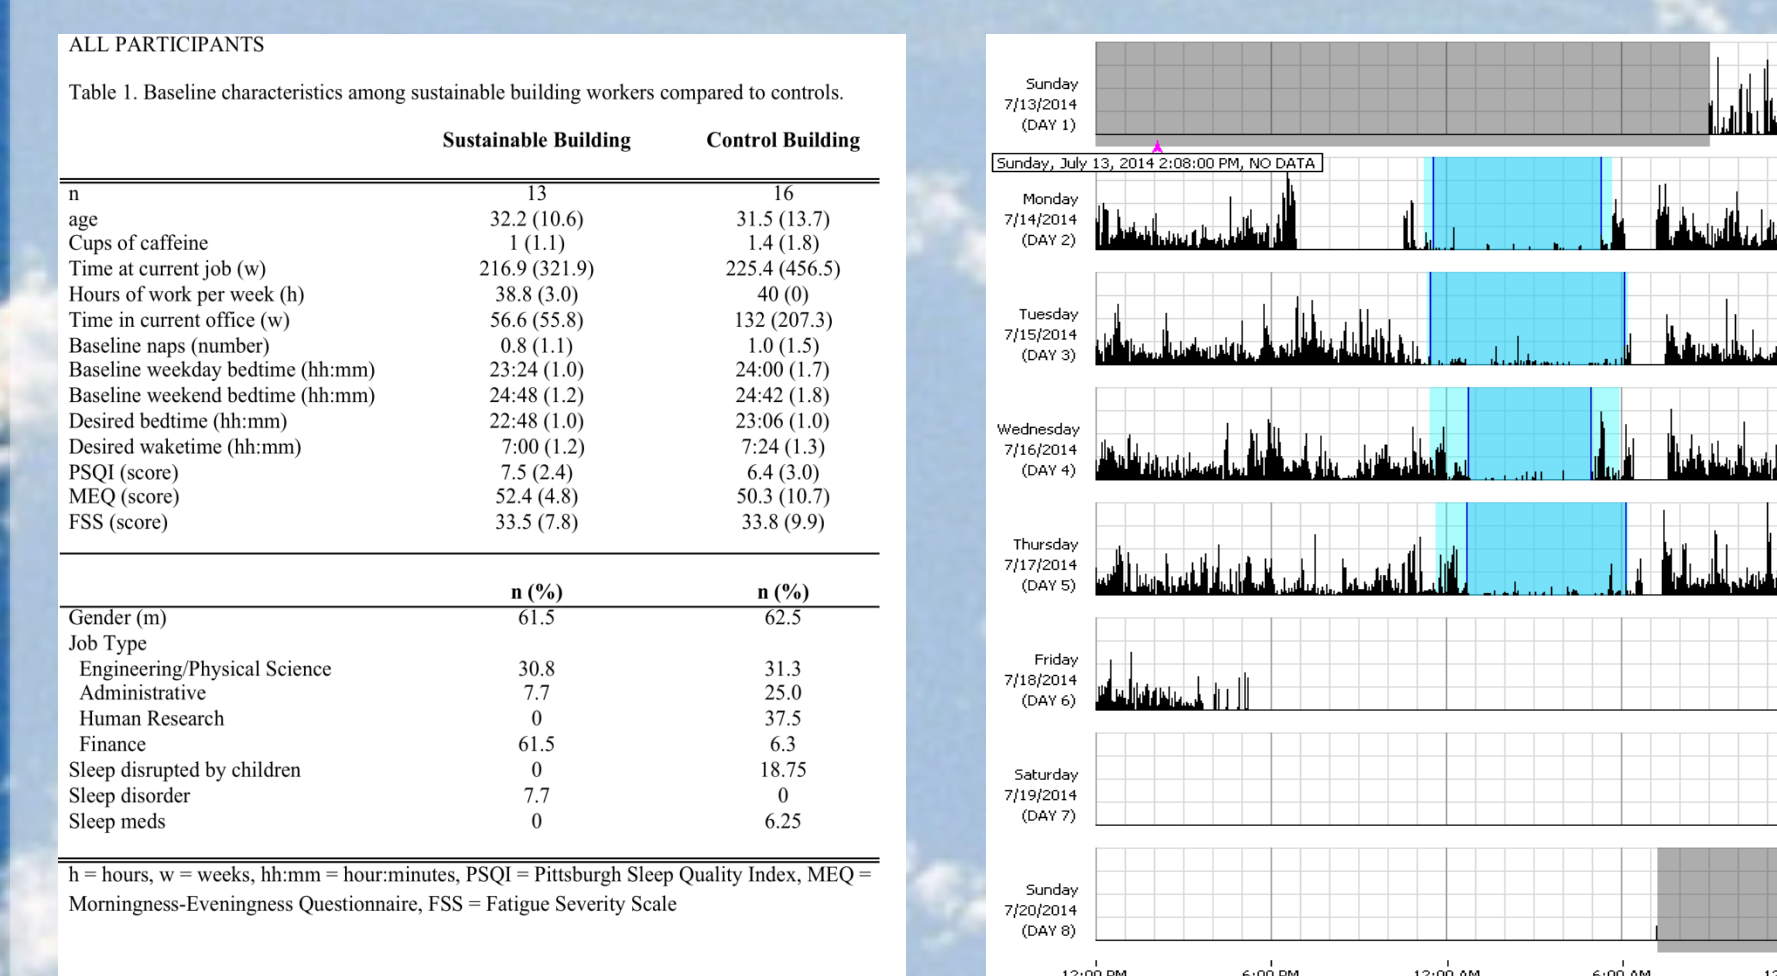 ALL PARTICIPANTS
Table 1. Baseline characteristics among sustainable building workers compared to controls.
Sustainable Building Control Building
n 13 16
age 32.2 (10.6) 31.5 (13.7)
Cups of caffeine 1 (1.1) 1.4 (1.8)
Time at current job (w) 216.9 (321.9) 225.4 (456.5)
Hours of work per week (h) 38.8 (3.0) 40 (0)
Time in current office (w) 56.6 (55.8) 132 (207.3)
Baseline naps (number) 0.8 (1.1) 1.0 (1.5)
Baseline weekday bedtime (hh:mm) 23:24 (1.0) 24:00 (1.7)
Baseline weekend bedtime (hh:mm) 24:48 (1.2) 24:42 (1.8)
Desired bedtime (hh:mm) 22:48 (1.0) 23:06 (1.0)
Desired waketime (hh:mm) 7:00 (1.2) 7:24 (1.3)
PSQI (score) 7.5 (2.4) 6.4 (3.0)
MEQ (score) 52.4 (4.8) 50.3 (10.7)
FSS (score) 33.5 (7.8) 33.8 (9.9)
n (%) n (%)
Gender (m) 61.5 62.5
Job Type
Engineering/Physical Science 30.8 31.3
Administrative 7.7 25.0
Human Research 0 37.5
Finance 61.5 6.3
Sleep disrupted by children 0 18.75
Sleep disorder 7.7 0
Sleep meds 0 6.25
h = hours, w = weeks, hh:mm = hour:minutes, PSQI = Pittsburgh Sleep Quality Index, MEQ =
Morningness-Eveningness Questionnaire, FSS = Fatigue Severity Scale
Sunday
7/13/2014
(DAY 1)
Sunday, July 13, 2014 2:08:00 PM, NO DATA
Monday
7/14/2014
(DAY 2)
Tuesday
7/15/2014
(DAY 3)
Wednesday
7/16/2014
(DAY 4)
Thursday
7/17/2014
(DAY 5)
Friday
7/18/2014
(DAY 6)
Saturday
7/19/2014
(DAY 7)
Sunday
7/20/2014
(DAY 8)
12:00 PM 6:00 PM 12:00 AM 6:00 AM